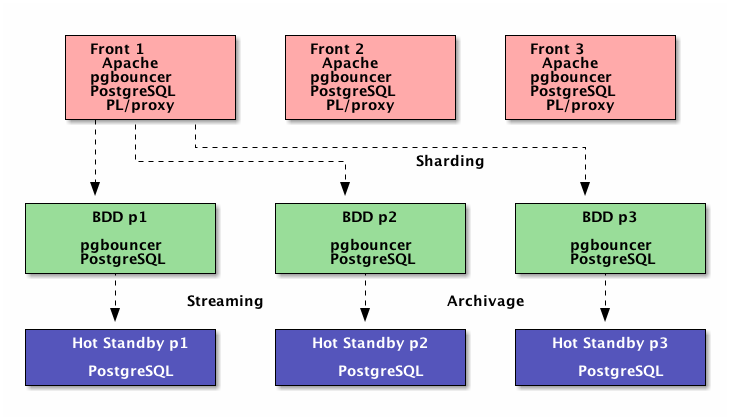 Front 1
Apache
pgbouncer
PostgreSQL
PL/proxy
Front 2
Apache
pgbouncer
PostgreSQL
PL/proxy
Front 3
Apache
pgbouncer
PostgreSQL
PL/proxy
Sharding
BDD p1
pgbouncer
PostgreSQL
BDD p2
pgbouncer
PostgreSQL
BDD p3
pgbouncer
PostgreSQL
Streaming
Archivage
Hot Standby p1
PostgreSQL
Hot Standby p2
PostgreSQL
Hot Standby p3
PostgreSQL